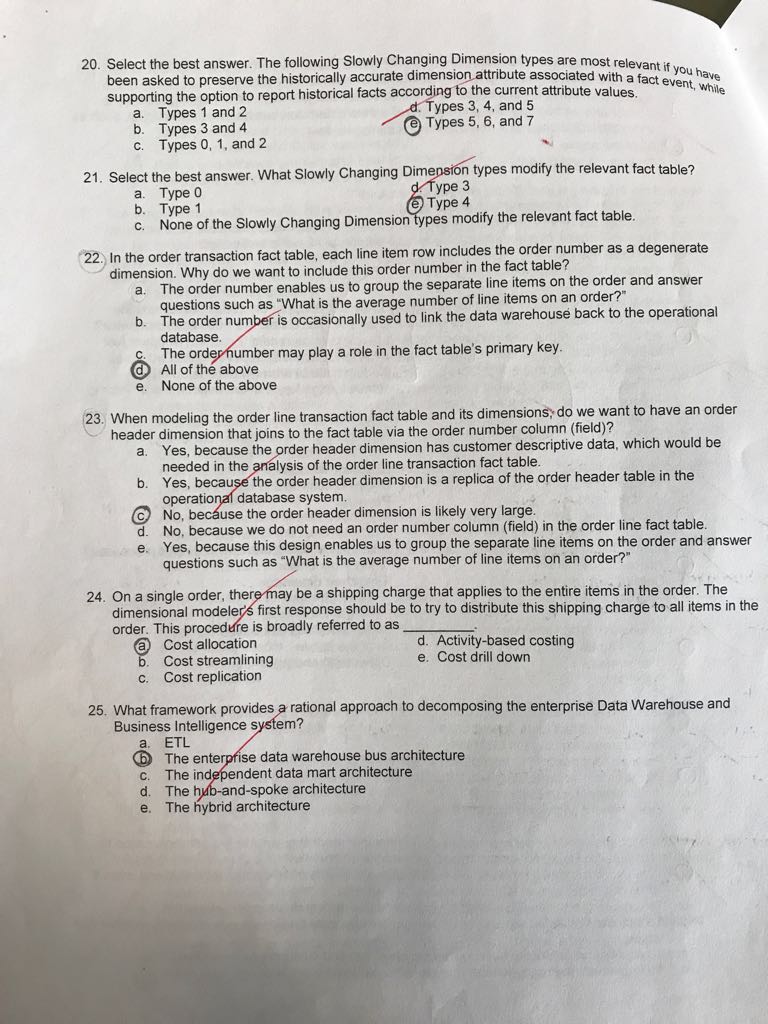 20. Select the best answer. The following Slowly Changing Dimension types are most relevant if you have
been asked to preserve the historically accurate dimension attribute associated with a fact event, while
supporting the option to report historical facts according to the current attribute values.
a. Types 1 and 2 d. Types 3, 4, and 5
b. Types 3 and 4 e. Types 5, 6, and 7
c. Types 0, 1, and 2
21. Select the best answer. What Slowly Changing Dimension types modify the relevant fact table?
a. Type 0 d. Type 3
b. Type 1 e. Type 4
c. None of the Slowly Changing Dimension types modify the relevant fact table.
22. In the order transaction fact table, each line item row includes the order number as a degenerate
dimension. Why do we want to include this order number in the fact table?
a. The order number enables us to group the separate line items on the order and answer
questions such as "What is the average number of line items on an order?"
b. The order number is occasionally used to link the data warehouse back to the operational
database.
c. The order number may play a role in the fact table's primary key.
d. All of the above
e. None of the above
23. When modeling the order line transaction fact table and its dimensions, do we want to have an order
header dimension that joins to the fact table via the order number column (field)?
a. Yes, because the order header dimension has customer descriptive data, which would be
needed in the analysis of the order line transaction fact table.
b. Yes, because the order header dimension is a replica of the order header table in the
operational database system.
c. No, because the order header dimension is likely very large.
d. No, because we do not need an order number column (field) in the order line fact table.
e. Yes, because this design enables us to group the separate line items on the order and answer
questions such as "What is the average number of line items on an order?"
24. On a single order, there may be a shipping charge that applies to the entire items in the order. The
dimensional modeler's first response should be to try to distribute this shipping charge to all items in the
order. This procedure is broadly referred to as __________.
a. Cost allocation d. Activity-based costing
b. Cost streamlining e. Cost drill down
c. Cost replication
25. What framework provides a rational approach to decomposing the enterprise Data Warehouse and
Business Intelligence system?
a. ETL
b. The enterprise data warehouse bus architecture
c. The independent data mart architecture
d. The hub-and-spoke architecture
e. The hybrid architecture